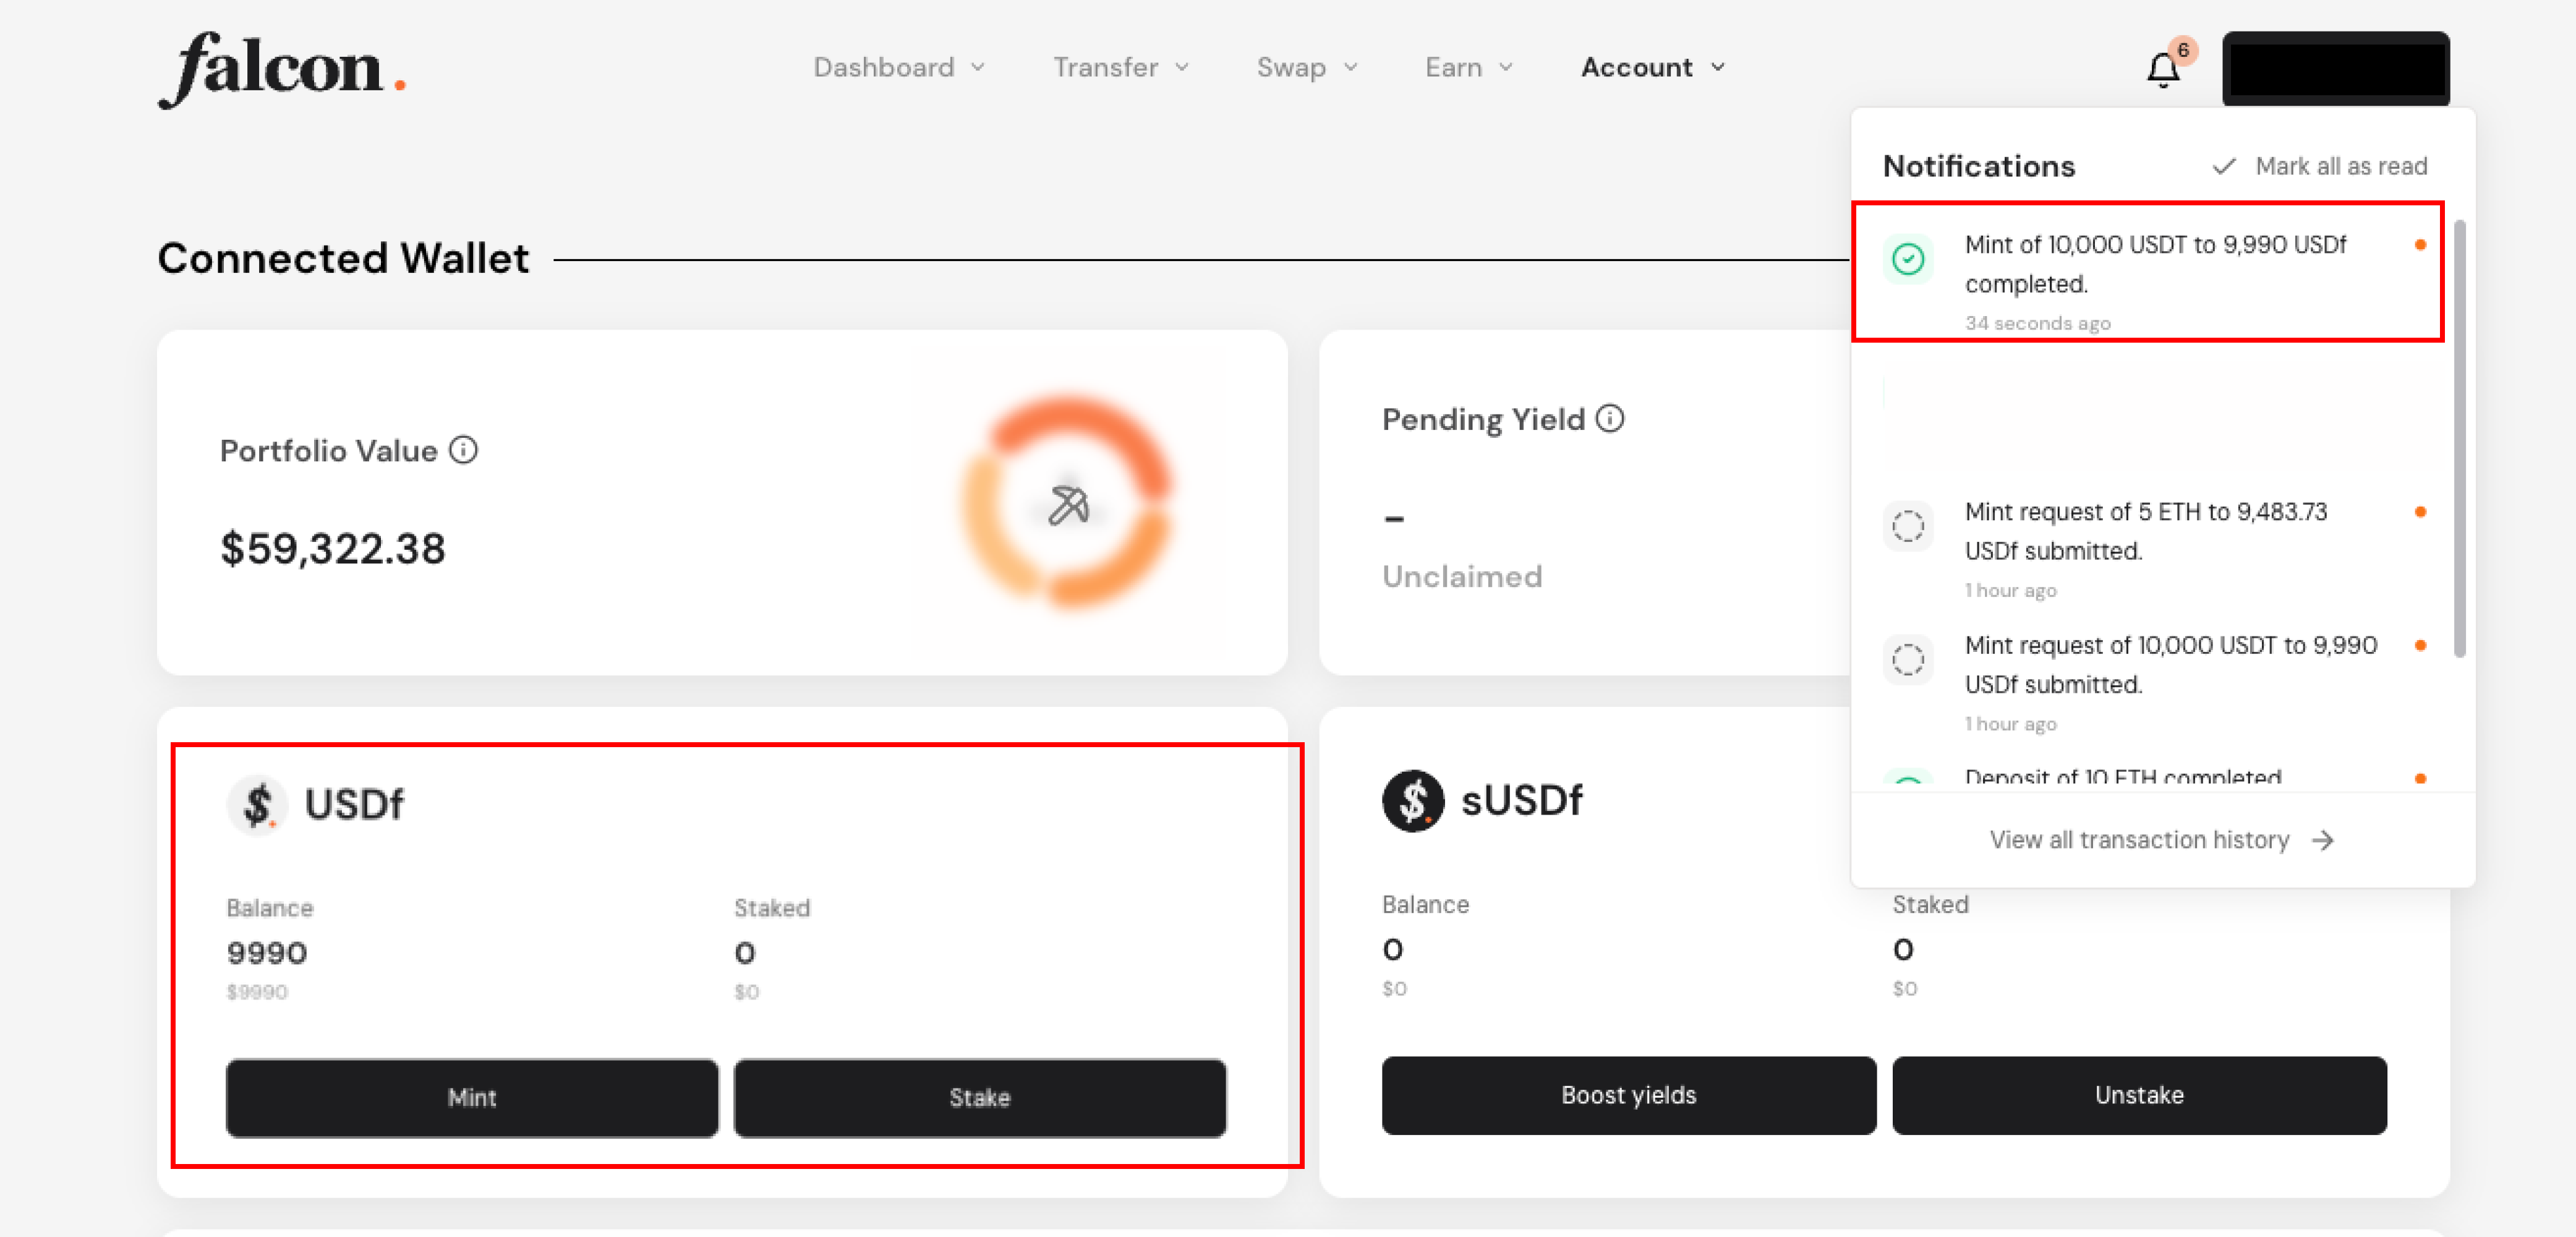 falcon.
Dashboard
Transfer
Swap
Earn
Account
6
Notifications
Mark all as read
Mint of 10,000 USDT to 9,990 USDf
completed.
34 seconds ago
Mint request of 5 ETH to 9,483.73
USDf submitted.
1 hour ago
Mint request of 10,000 USDT to 9,990
USDf submitted.
1 hour ago
Deposit of 10 ETH completed
View all transaction history
Connected Wallet
Portfolio Value
$59,322.38
Pending Yield
–
Unclaimed
$ USDf
Balance
Staked
9990
0
$9990
$0
Mint
Stake
$ sUSDf
Balance
Staked
0
0
$0
$0
Boost yields
Unstake